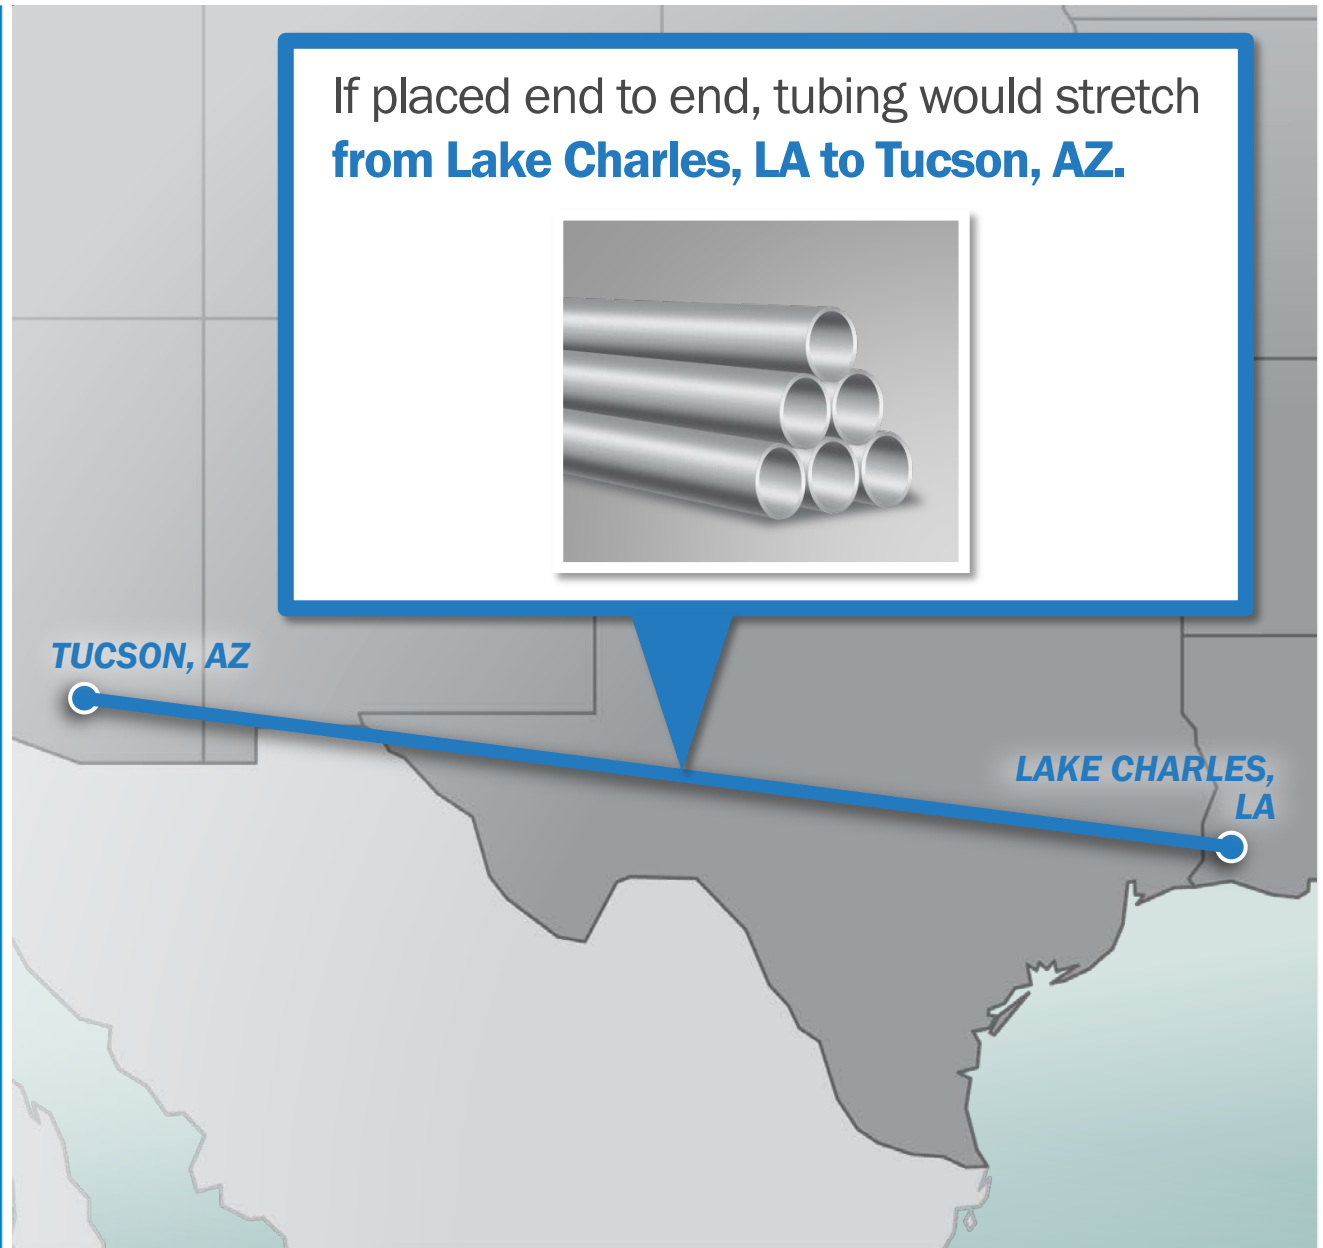 If placed end to end, tubing would stretch
from Lake Charles, LA to Tucson, AZ.
TUCSON, AZ
LAKE CHARLES,
LA